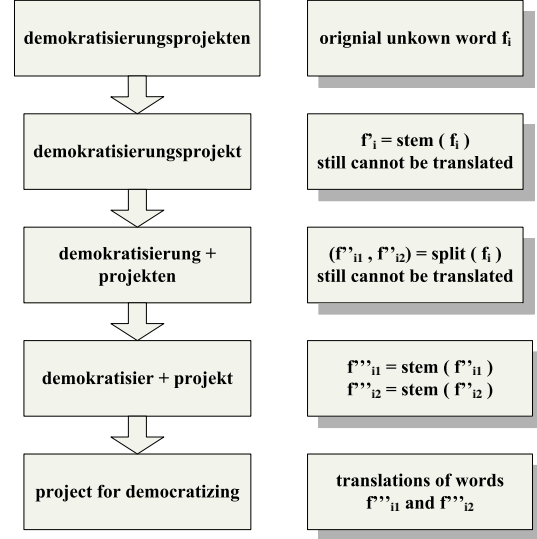 demokratisierungsprojekten
orignial unkown word fi
demokratisierungsprojekt
f’i = stem ( fi )
still cannot be translated
demokratisierung +
projekten
(f’’i1 , f’’i2) = split ( fi )
still cannot be translated
demokratisier + projekt
f’’’i1 = stem ( f’’i1 )
f’’’i2 = stem ( f’’i2 )
project for democratizing
translations of words
f’’’i1 and f’’’i2